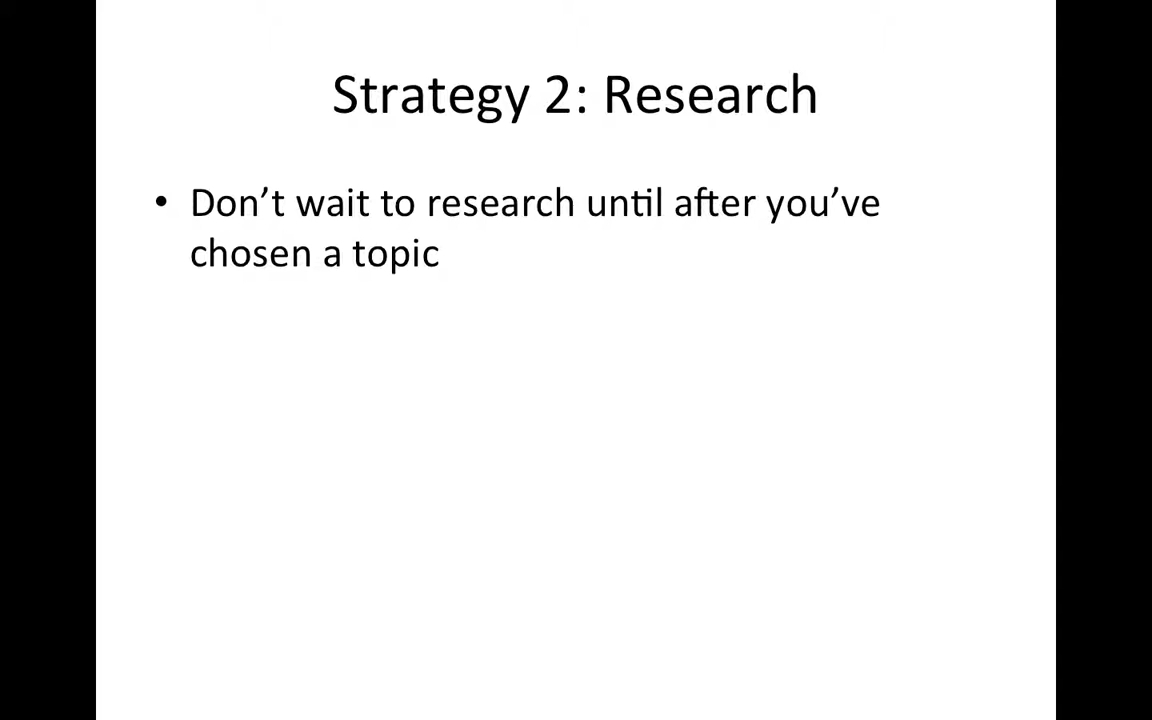 Strategy 2: Research
• Don’t wait to research until after you’ve
chosen a topic